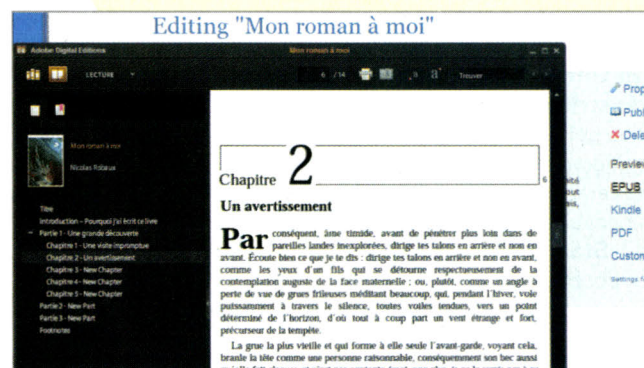 Editing "Mon roman à moi"
Adobe Digital Editions
Mon roman à moi
LECTURE
6 /14
Trouver
Mon roman à moi
Nicolas Robaux
Titre
Introduction - Pourquoi j'ai écrit ce livre
Partie 1 - Une grande découverte
Chapitre 1 - Une visite impromptue
Chapitre 2 - Un avertissement
Chapitre 3 - New Chapter
Chapitre 4 - New Chapter
Chapitre 5 - New Chapter
Partie 2 - New Part
Partie 3 - New Part
Footnotes
Chapitre 2
6
Un avertissement
Par conséquent, âme timide, avant de pénétrer plus loin dans de
pareilles landes inexplorées, dirige tes talons en arrière et non en
avant. Écoute bien ce que je te dis : dirige tes talons en arrière et non en avant,
comme les yeux d'un fils qui se détourne respectueusement de la
contemplation auguste de la face maternelle ; ou, plutôt, comme un angle à
perte de vue de grues frileuses méditant beaucoup, qui, pendant l'hiver, vole
puissamment à travers le silence, toutes voiles tendues, vers un point
déterminé de l'horizon, d'où tout à coup part un vent étrange et fort,
précurseur de la tempête.
La grue la plus vieille et qui forme à elle seule l'avant-garde, voyant cela,
branle la tête comme une personne raisonnable, conséquemment son bec aussi
Prop
Publ
Dele
Preview
EPUB
Kindle
PDF
Custom